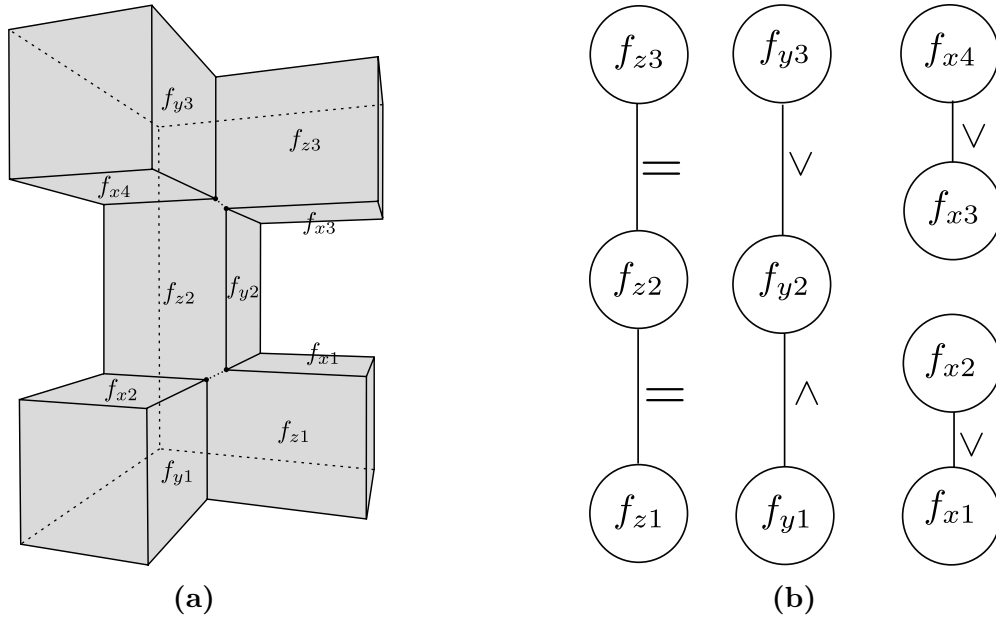 f_{y3}
f_{z3}
f_{x4}
f_{x3}
f_{z2}
f_{y2}
f_{x1}
f_{x2}
f_{z1}
f_{y1}
(a)
f_{z3} f_{y3} f_{x4}
= ∨ ∨
f_{x3}
f_{z2} f_{y2}
f_{x2}
= ∧ ∨
f_{z1} f_{y1} f_{x1}
(b)